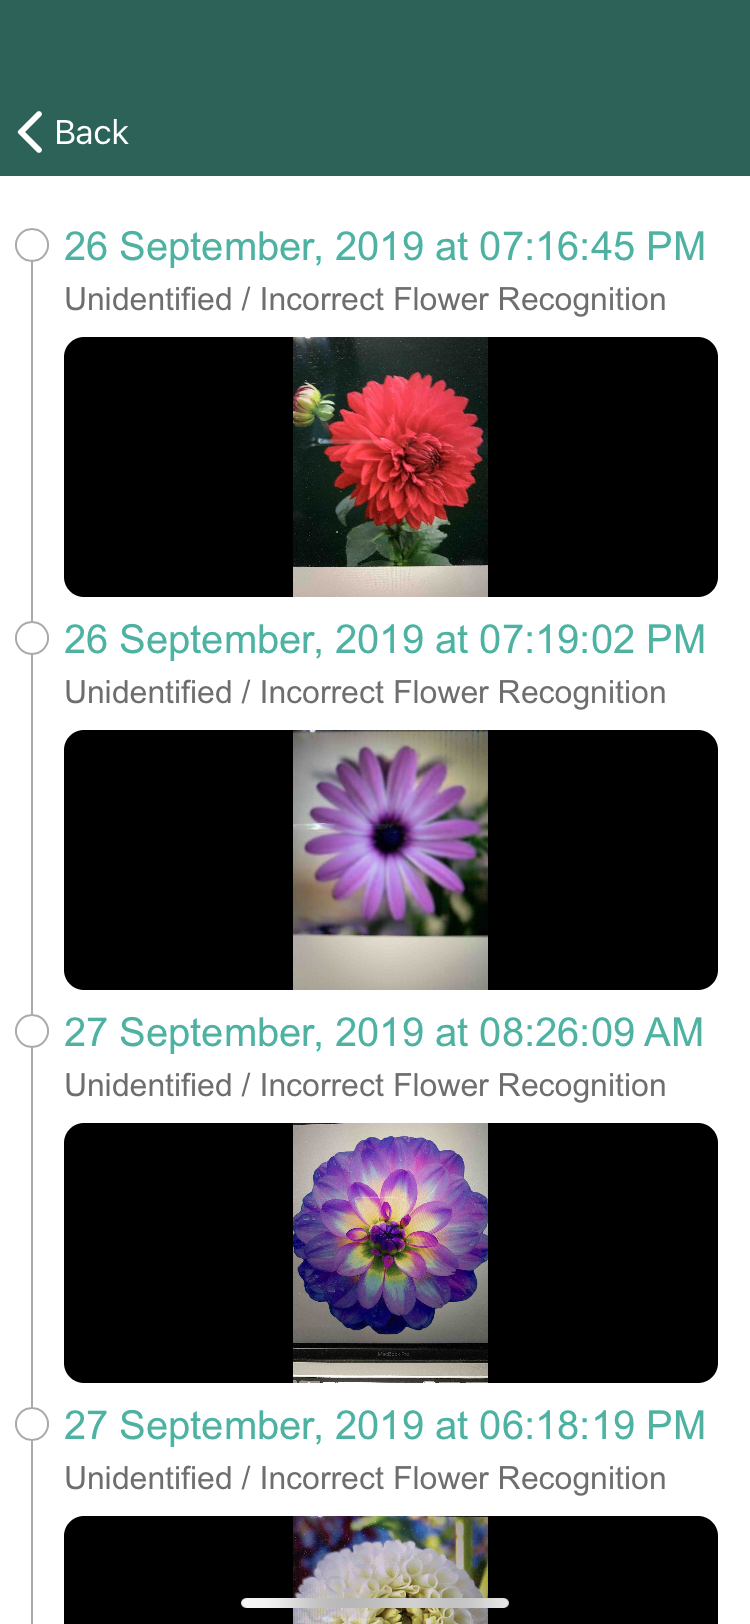 Back
26 September, 2019 at 07:16:45 PM
Unidentified / Incorrect Flower Recognition
26 September, 2019 at 07:19:02 PM
Unidentified / Incorrect Flower Recognition
27 September, 2019 at 08:26:09 AM
Unidentified / Incorrect Flower Recognition
MacBook Pro
27 September, 2019 at 06:18:19 PM
Unidentified / Incorrect Flower Recognition